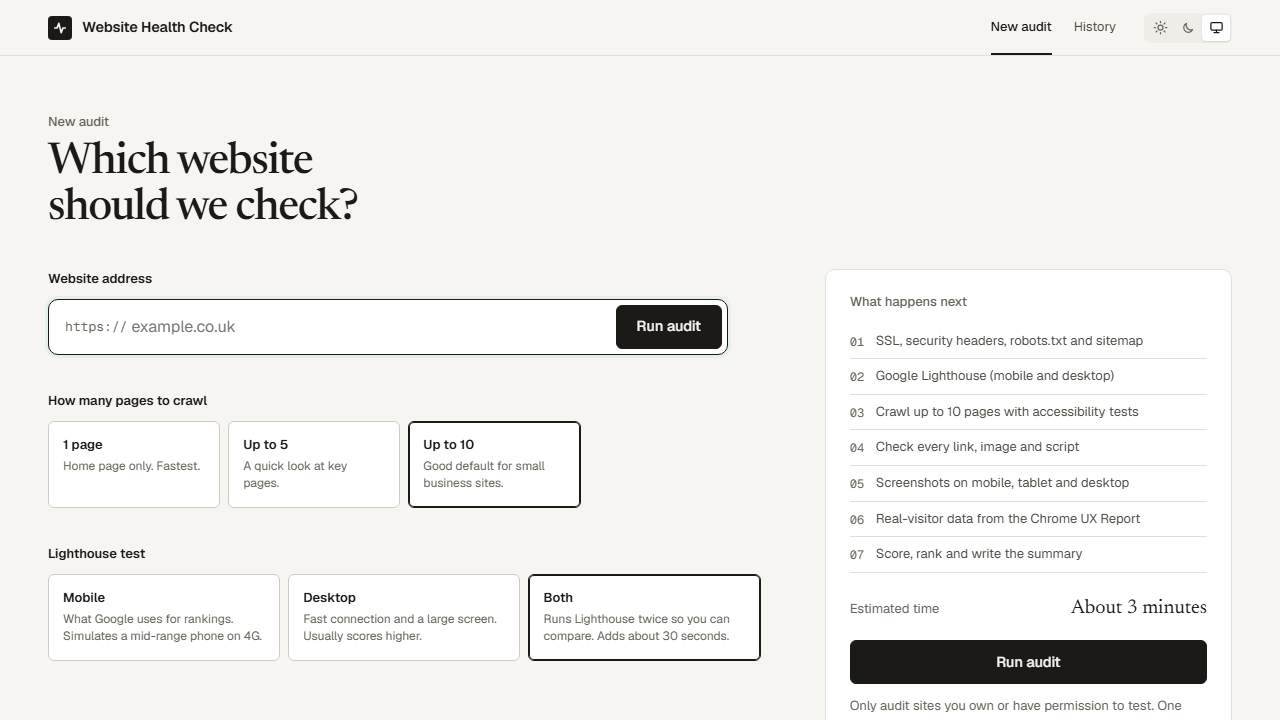 Website Health Check
New audit
History
New audit
Which website
should we check?
Website address
https:// example.co.uk
Run audit
How many pages to crawl
1 page
Home page only. Fastest.
Up to 5
A quick look at key
pages.
Up to 10
Good default for small
business sites.
Lighthouse test
Mobile
What Google uses for rankings.
Simulates a mid-range phone on 4G.
Desktop
Fast connection and a large screen.
Usually scores higher.
Both
Runs Lighthouse twice so you can
compare. Adds about 30 seconds.
What happens next
01 SSL, security headers, robots.txt and sitemap
02 Google Lighthouse (mobile and desktop)
03 Crawl up to 10 pages with accessibility tests
04 Check every link, image and script
05 Screenshots on mobile, tablet and desktop
06 Real-visitor data from the Chrome UX Report
07 Score, rank and write the summary
Estimated time
About 3 minutes
Run audit
Only audit sites you own or have permission to test. One